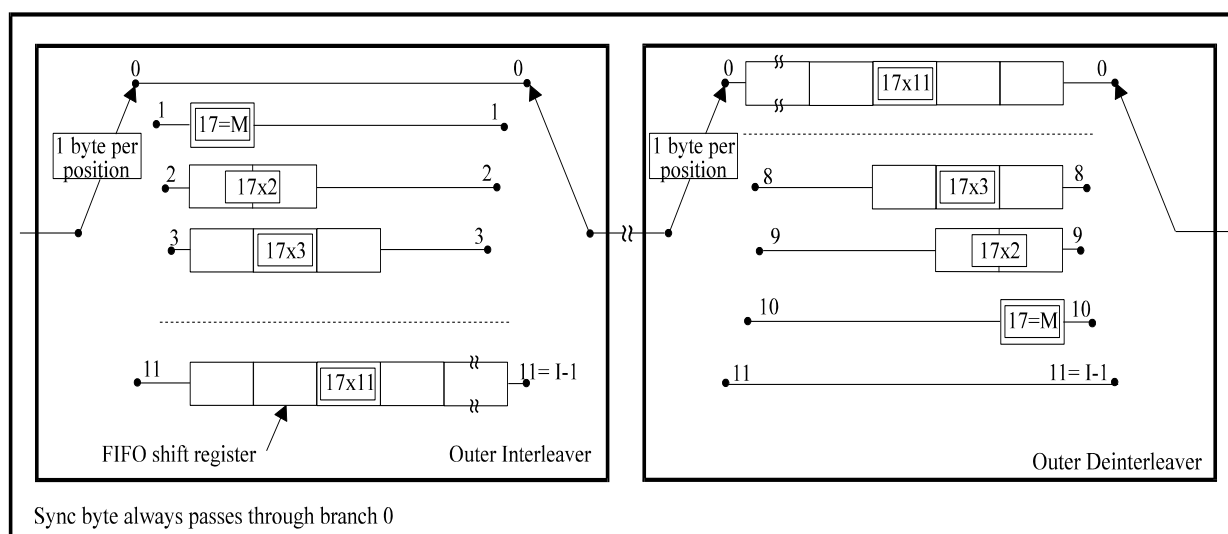 0
0
1
17=M
1
1 byte per
position
2
17x2
2
3
17x3
3
11
17x11
11= I-1
FIFO shift register
Outer Interleaver
0
17x11
0
1 byte per
position
8
17x3
8
9
17x2
9
10
17=M
10
11
11= I-1
Outer Deinterleaver
Sync byte always passes through branch 0